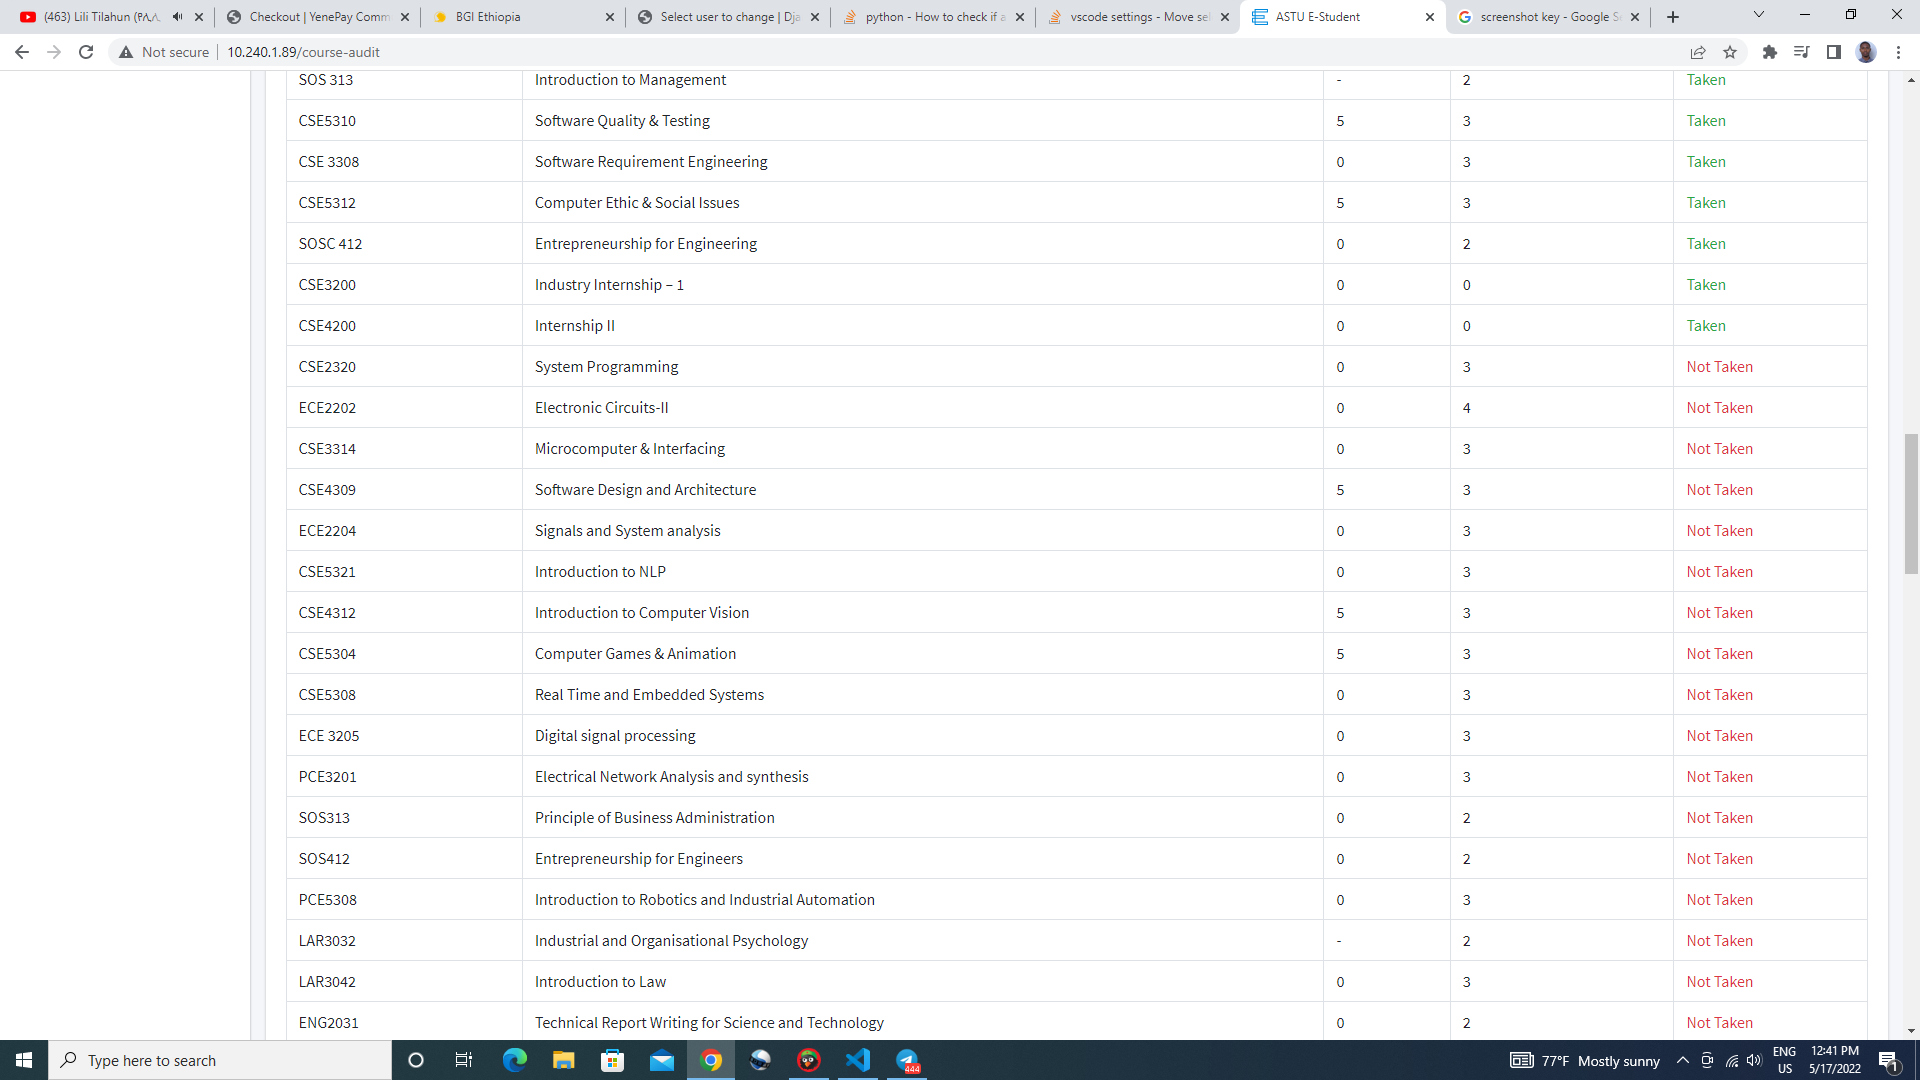 (463) Lili Tilahun (የሊሊ
Checkout | YenePay Comm
BGI Ethiopia
Select user to change | Dja
python - How to check if a
vscode settings - Move sel
ASTU E-Student
screenshot key - Google Se
Not secure
10.240.1.89/course-audit
SOS 313 Introduction to Management - 2 Taken
CSE5310 Software Quality & Testing 5 3 Taken
CSE 3308 Software Requirement Engineering 0 3 Taken
CSE5312 Computer Ethic & Social Issues 5 3 Taken
SOSC 412 Entrepreneurship for Engineering 0 2 Taken
CSE3200 Industry Internship – 1 0 0 Taken
CSE4200 Internship II 0 0 Taken
CSE2320 System Programming 0 3 Not Taken
ECE2202 Electronic Circuits-II 0 4 Not Taken
CSE3314 Microcomputer & Interfacing 0 3 Not Taken
CSE4309 Software Design and Architecture 5 3 Not Taken
ECE2204 Signals and System analysis 0 3 Not Taken
CSE5321 Introduction to NLP 0 3 Not Taken
CSE4312 Introduction to Computer Vision 5 3 Not Taken
CSE5304 Computer Games & Animation 5 3 Not Taken
CSE5308 Real Time and Embedded Systems 0 3 Not Taken
ECE 3205 Digital signal processing 0 3 Not Taken
PCE3201 Electrical Network Analysis and synthesis 0 3 Not Taken
SOS313 Principle of Business Administration 0 2 Not Taken
SOS412 Entrepreneurship for Engineers 0 2 Not Taken
PCE5308 Introduction to Robotics and Industrial Automation 0 3 Not Taken
LAR3032 Industrial and Organisational Psychology - 2 Not Taken
LAR3042 Introduction to Law 0 3 Not Taken
ENG2031 Technical Report Writing for Science and Technology 0 2 Not Taken
Type here to search
444
77°F Mostly sunny
ENG
US
12:41 PM
5/17/2022
1